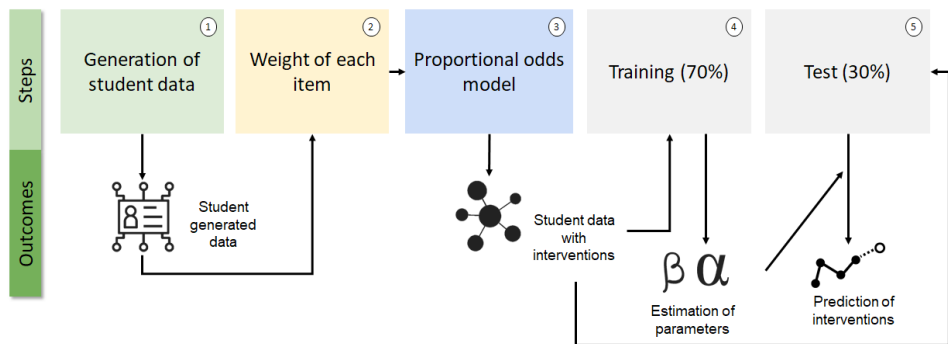 Steps
Outcomes
1
Generation of
student data
2
Weight of each
item
3
Proportional odds
model
4
Training (70%)
5
Test (30%)
Student
generated
data
Student data
with
interventions
β α
Estimation of
parameters
Prediction of
interventions